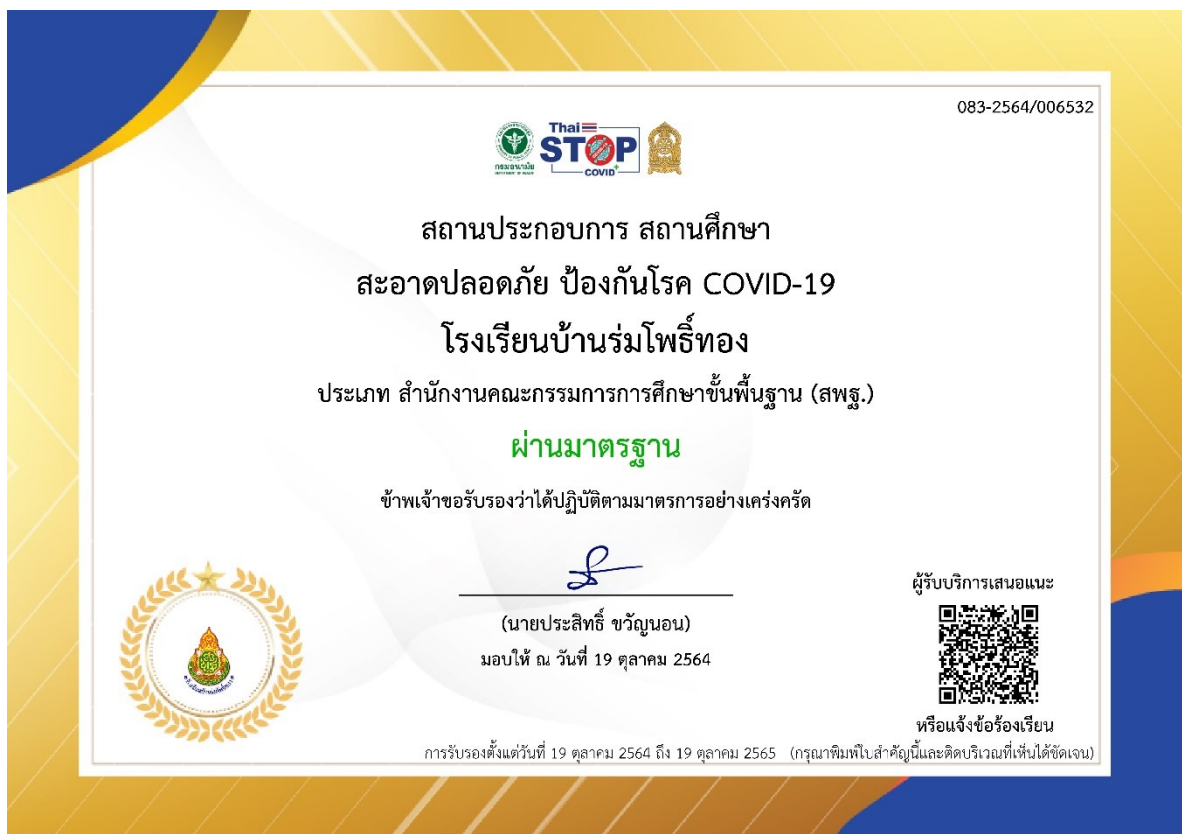 083-2564/006532
กรมอนามัย
DEPARTMENT OF HEALTH
Thai
STOP
COVID
สถานประกอบการ สถานศึกษา
สะอาดปลอดภัย ป้องกันโรค COVID-19
โรงเรียนบ้านร่มโพธิ์ทอง
ประเภท สำนักงานคณะกรรมการการศึกษาขั้นพื้นฐาน (สพฐ.)
ผ่านมาตรฐาน
ข้าพเจ้าขอรับรองว่าได้ปฏิบัติตามมาตรการอย่างเคร่งครัด
(นายประสิทธิ์ ขวัญนอน)
มอบให้ ณ วันที่ 19 ตุลาคม 2564
ผู้รับบริการเสนอแนะ
หรือแจ้งข้อร้องเรียน
การรับรองตั้งแต่วันที่ 19 ตุลาคม 2564 ถึง 19 ตุลาคม 2565 (กรุณาพิมพ์ใบสำคัญนี้และติดบริเวณที่เห็นได้ชัดเจน)